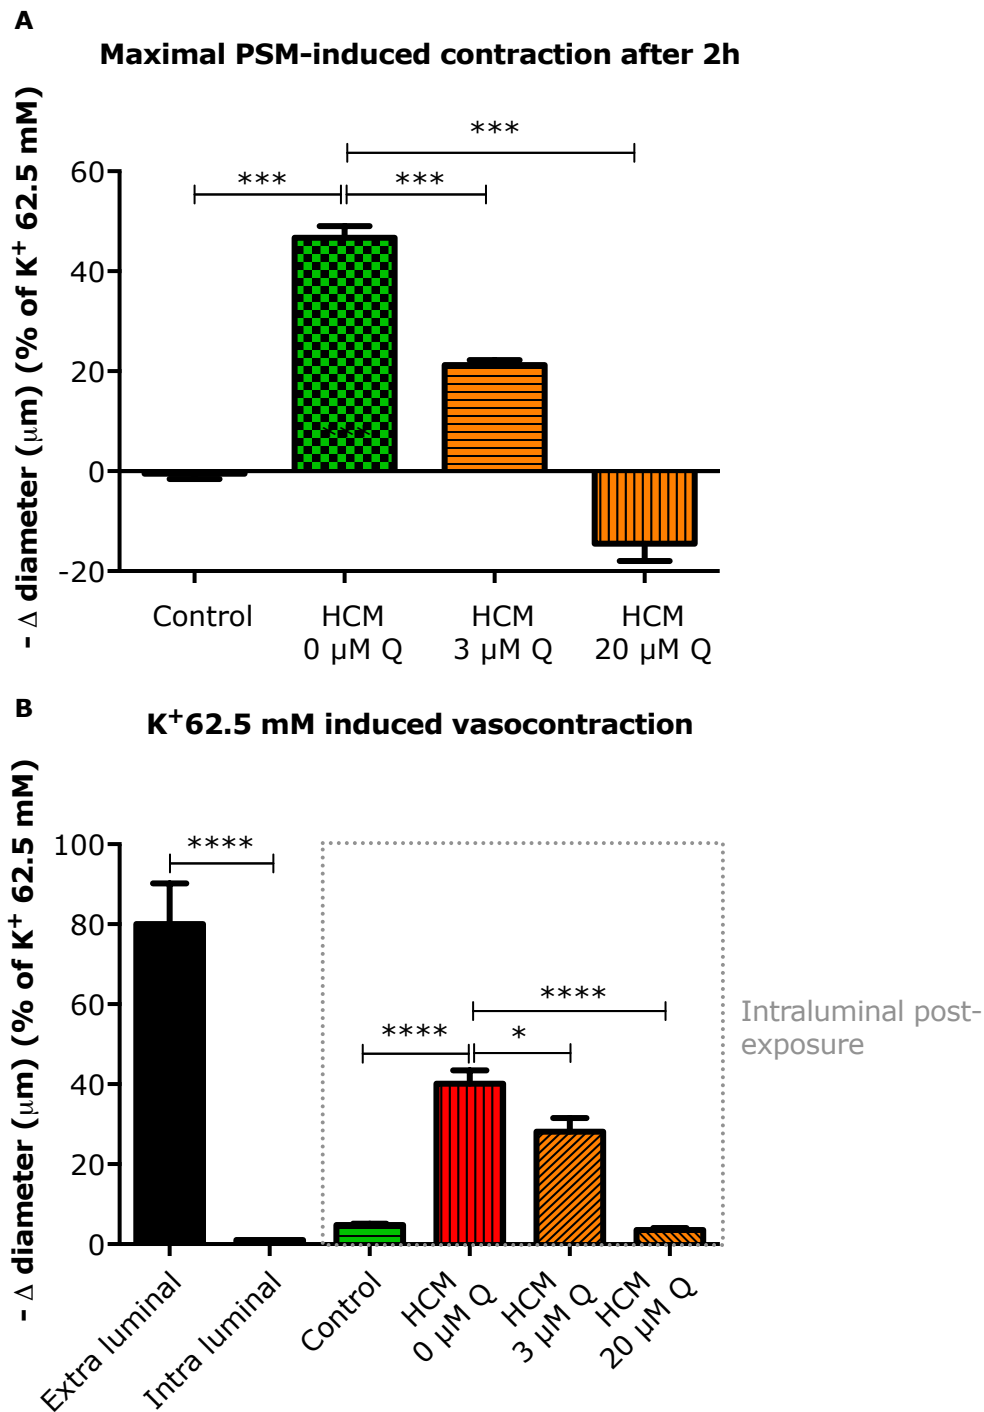 A
Maximal PSM-induced contraction after 2h
- Δ diameter (μm) (% of K⁺ 62.5 mM)
***
60
***
***
40
20
***
0
-20
Control
HCM
0 μM Q
HCM
3 μM Q
HCM
20 μM Q
B
K⁺62.5 mM induced vasocontraction
- Δ diameter (μm) (% of K⁺ 62.5 mM)
100
****
80
60
****
****
*
40
20
0
Intraluminal post-
exposure
Extra luminal
Intra luminal
Control
HCM
0 μM Q
HCM
3 μM Q
HCM
20 μM Q